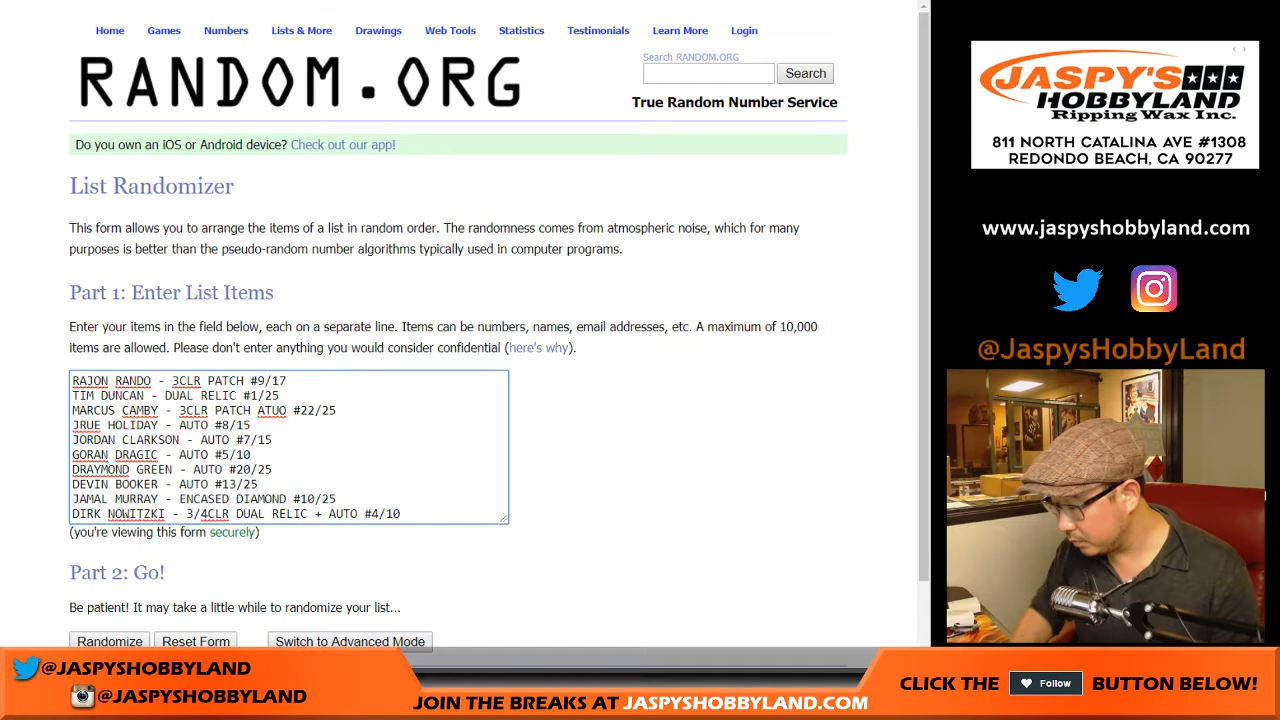 Home Games Numbers Lists & More Drawings Web Tools Statistics Testimonials Learn More Login
RANDOM.ORG
Search RANDOM.ORG
Search
True Random Number Service
Do you own an iOS or Android device? Check out our app!
List Randomizer
This form allows you to arrange the items of a list in random order. The randomness comes from atmospheric noise, which for many
purposes is better than the pseudo-random number algorithms typically used in computer programs.
Part 1: Enter List Items
Enter your items in the field below, each on a separate line. Items can be numbers, names, email addresses, etc. A maximum of 10,000
items are allowed. Please don't enter anything you would consider confidential (here's why).
RAJON RANDO - 3CLR PATCH #9/17
TIM DUNCAN - DUAL RELIC #1/25
MARCUS CAMBY - 3CLR PATCH ATUO #22/25
JRUE HOLIDAY - AUTO #8/15
JORDAN CLARKSON - AUTO #7/15
GORAN DRAGIC - AUTO #5/10
DRAYMOND GREEN - AUTO #20/25
DEVIN BOOKER - AUTO #13/25
JAMAL MURRAY - ENCASED DIAMOND #10/25
DIRK NOWITZKI - 3/4CLR DUAL RELIC + AUTO #4/10
(you're viewing this form securely)
Part 2: Go!
Be patient! It may take a little while to randomize your list...
Randomize Reset Form Switch to Advanced Mode
JASPY'S
HOBBYLAND
Ripping Wax Inc.
811 NORTH CATALINA AVE #1308
REDONDO BEACH, CA 90277
www.jaspyshobbyland.com
@JaspysHobbyLand
@JASPYSHOBBYLAND
@JASPYSHOBBYLAND
JOIN THE BREAKS AT JASPYSHOBBYLAND.COM
CLICK THE Follow BUTTON BELOW!